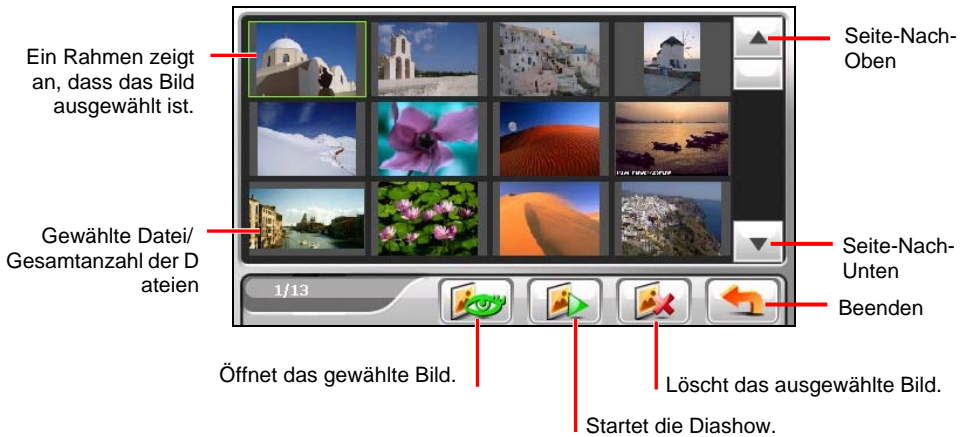 Ein Rahmen zeigt
an, dass das Bild
ausgewählt ist.
Seite-Nach-
Oben
Gewählte Datei/
Gesamtanzahl der D
ateien
Seite-Nach-
Unten
1/13
Beenden
Öffnet das gewählte Bild.
Löscht das ausgewählte Bild.
Startet die Diashow.